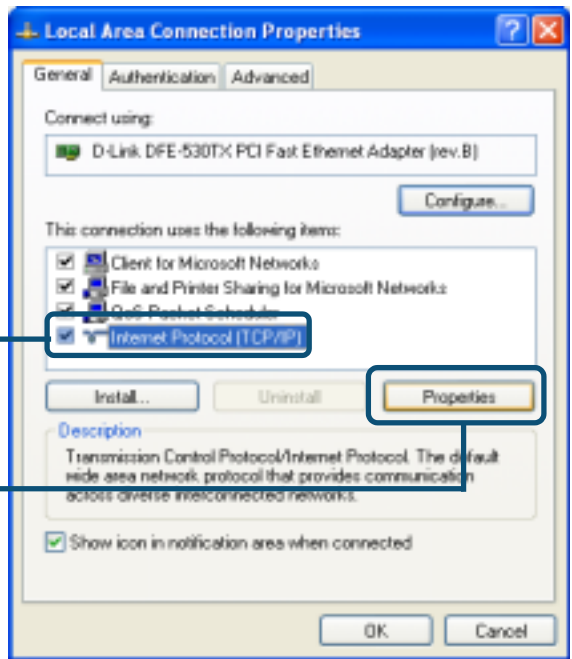 Local Area Connection Properties
General Authentication Advanced
Connect using:
D-Link DFE-530TX PCI Fast Ethernet Adapter (rev.B)
Configure...
This connection uses the following items:
Client for Microsoft Networks
File and Printer Sharing for Microsoft Networks
QoS Packet Scheduler
Internet Protocol (TCP/IP)
Install... Uninstall Properties
Description
Transmission Control Protocol/Internet Protocol. The default
wide area network protocol that provides communication
across diverse interconnected networks.
Show icon in notification area when connected
OK Cancel